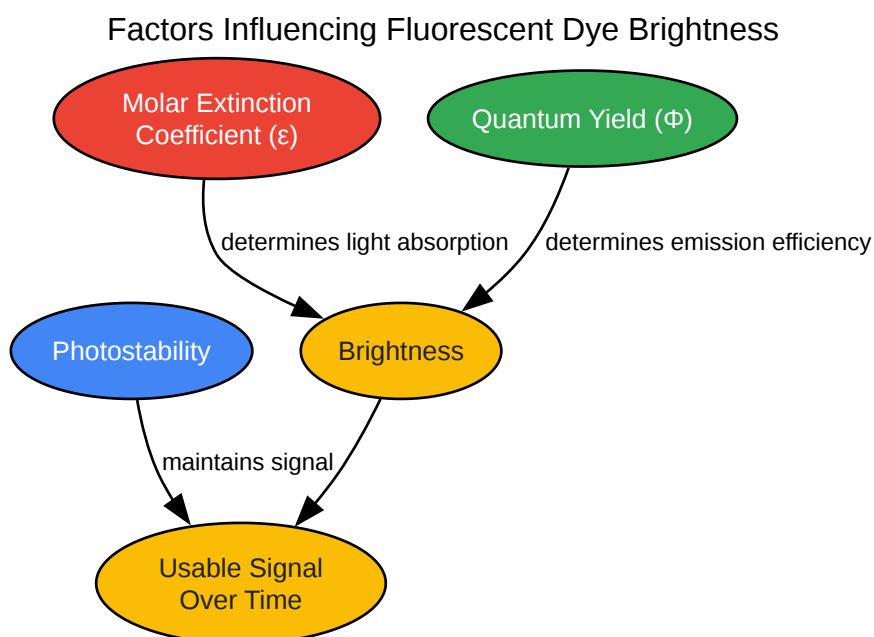 Factors Influencing Fluorescent Dye Brightness
Molar Extinction
Coefficient (ε)
Quantum Yield (Φ)
determines light absorption
determines emission efficiency
Photostability
Brightness
maintains signal
Usable Signal
Over Time